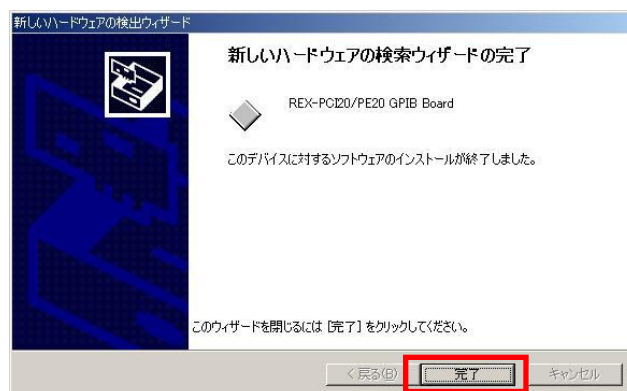 新しいハードウェアの検出ウィザード
新しいハードウェアの検索ウィザードの完了
REX-PCI20/PE20 GPIB Board
このデバイスに対するソフトウェアのインストールが終了しました。
このウィザードを閉じるには [完了] をクリックしてください。
< 戻る(B)
完了
キャンセル